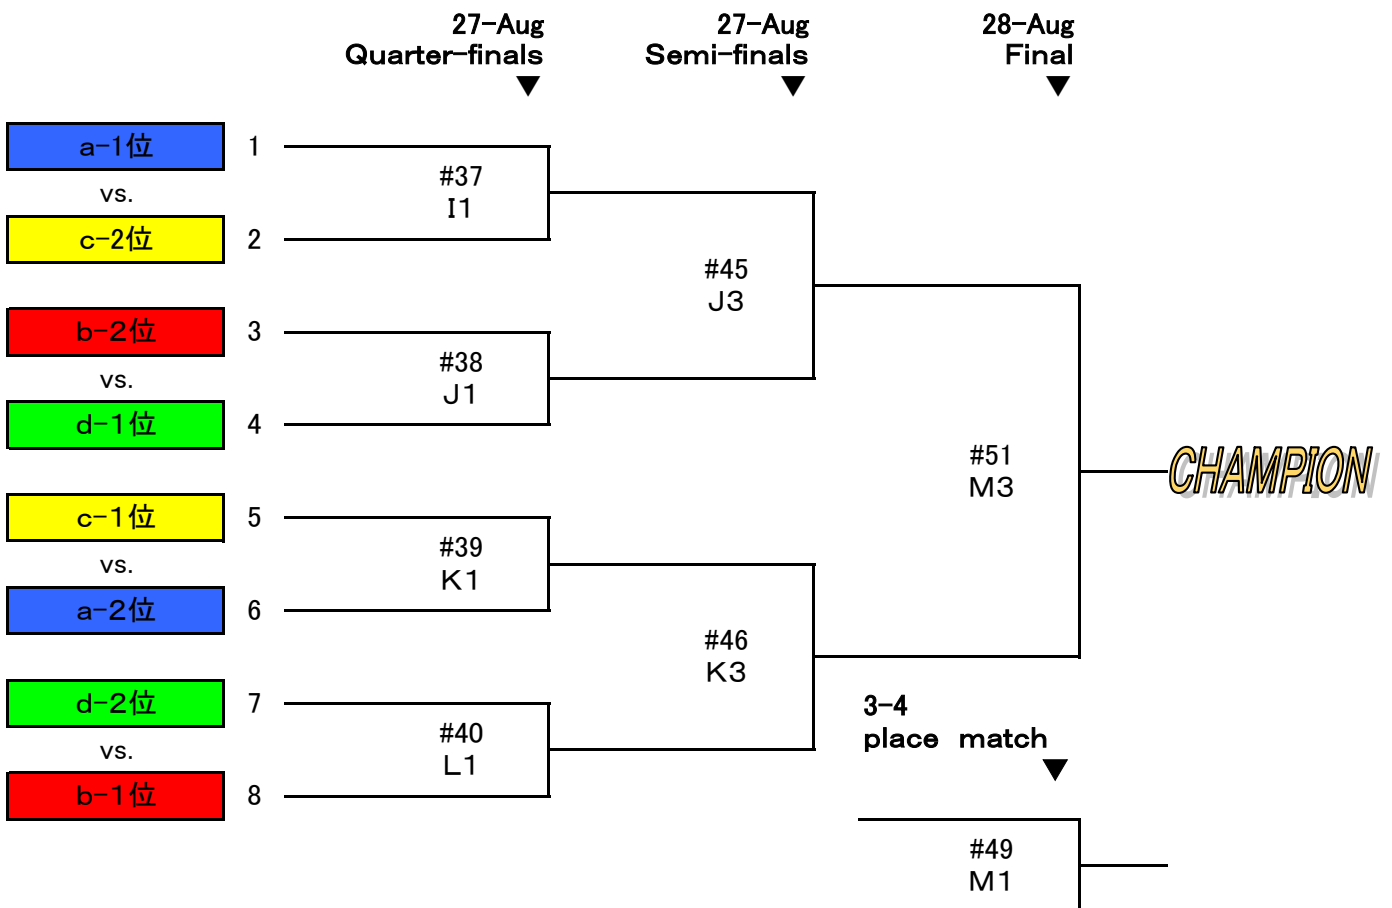 27-Aug
Quarter-finals
27-Aug
Semi-finals
28-Aug
Final
a-1位
1
#37
I1
vs.
c-2位
2
#45
J3
b-2位
3
#38
J1
vs.
d-1位
4
#51
M3
CHAMPION
c-1位
5
#39
K1
vs.
a-2位
6
#46
K3
d-2位
7
#40
L1
vs.
b-1位
8
3-4
place match
#49
M1